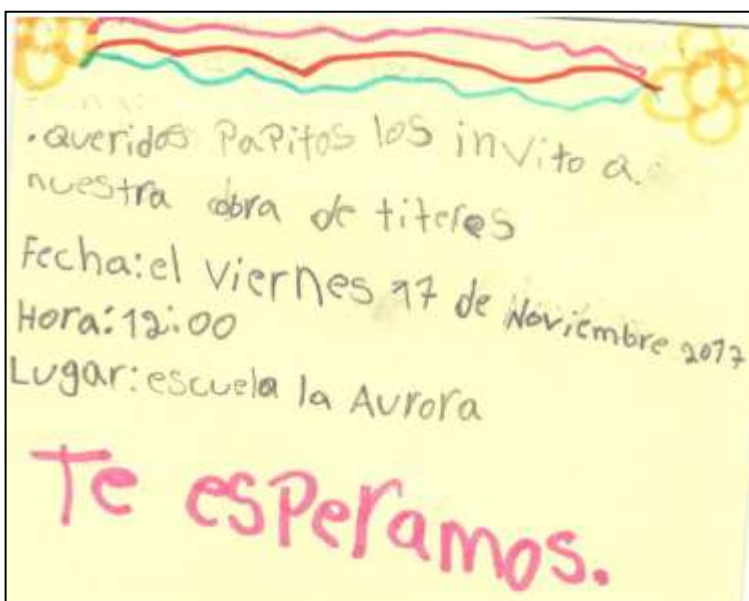 .Queridos PaPitos los invito a
nuestra obra de titeres
Fecha:el Viernes 17 de Noviembre 2017
Hora:12:00
Lugar:escuela la Aurora
Te esPeramos.